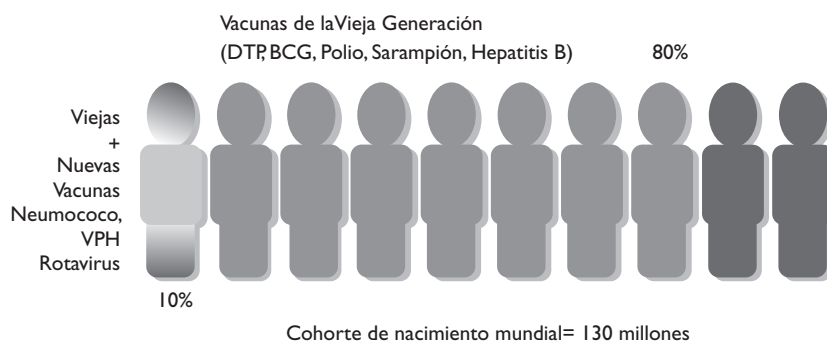 Vacunas de laVieja Generación
(DTP, BCG, Polio, Sarampión, Hepatitis B) 80%
Viejas
+
Nuevas
Vacunas
Neumococo,
VPH
Rotavirus
10%
Cohorte de nacimiento mundial= 130 millones